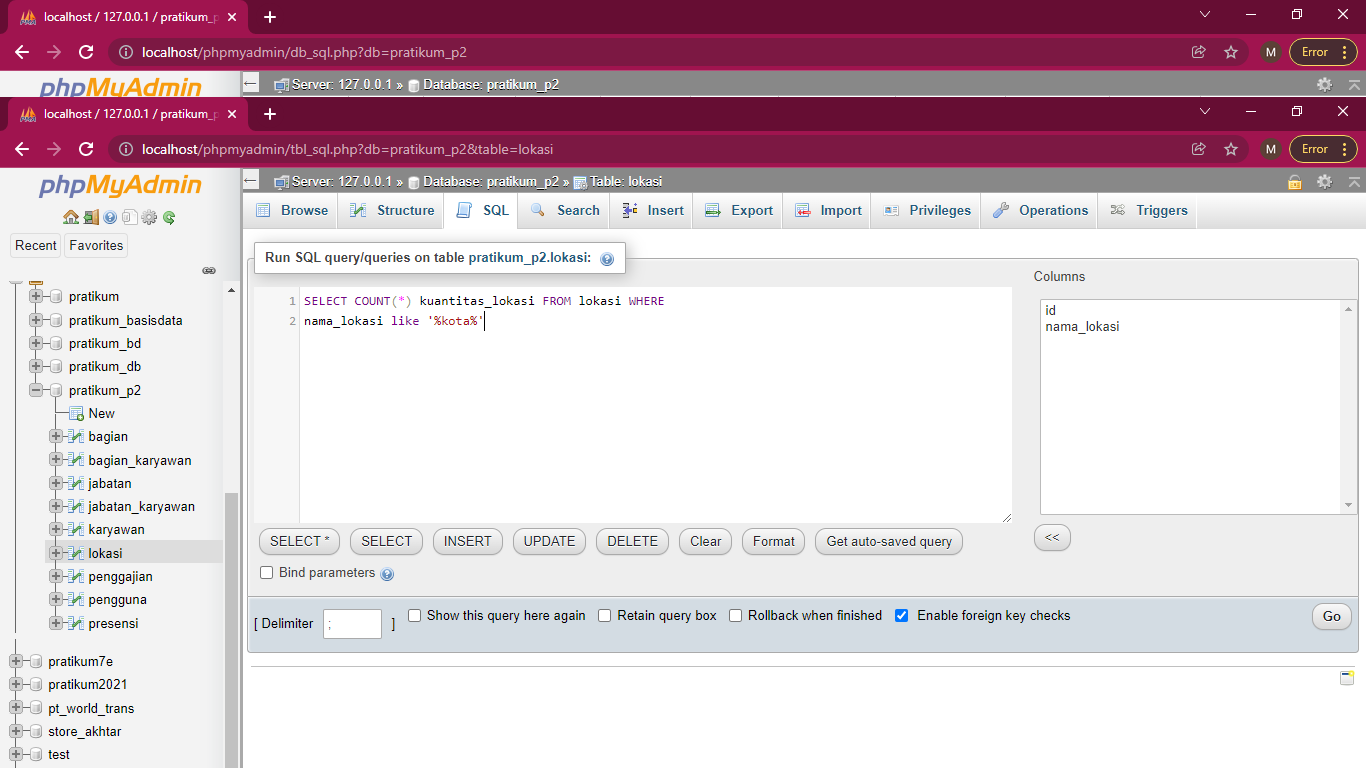 localhost / 127.0.0.1 / pratikum_p
localhost/phpmyadmin/db_sql.php?db=pratikum_p2
M
Error
phpMyAdmin
Server: 127.0.0.1 » Database: pratikum_p2
localhost / 127.0.0.1 / pratikum_p
localhost/phpmyadmin/tbl_sql.php?db=pratikum_p2&table=lokasi
M
Error
phpMyAdmin
Recent
Favorites
pratikum
pratikum_basisdata
pratikum_bd
pratikum_db
pratikum_p2
New
bagian
bagian_karyawan
jabatan
jabatan_karyawan
karyawan
lokasi
penggajian
pengguna
presensi
pratikum7e
pratikum2021
pt_world_trans
store_akhtar
test
Server: 127.0.0.1 » Database: pratikum_p2 » Table: lokasi
Browse Structure SQL Search Insert Export Import Privileges Operations Triggers
Run SQL query/queries on table pratikum_p2.lokasi:
1 SELECT COUNT(*) kuantitas_lokasi FROM lokasi WHERE
2 nama_lokasi like '%kota%'
Columns
id
nama_lokasi
SELECT * SELECT INSERT UPDATE DELETE Clear Format Get auto-saved query
<<
Bind parameters
[ Delimiter ; ] Show this query here again Retain query box Rollback when finished Enable foreign key checks
Go